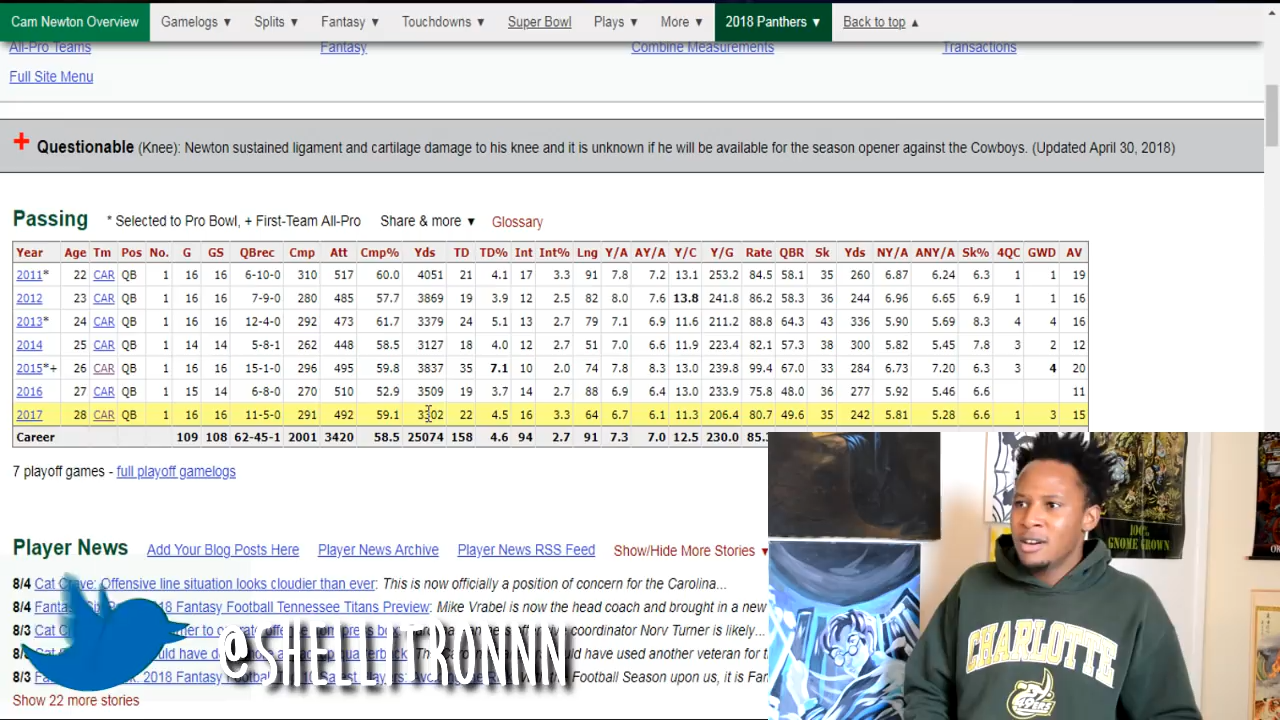 Cam Newton Overview Gamelogs ▼ Splits ▼ Fantasy ▼ Touchdowns ▼ Super Bowl Plays ▼ More ▼ 2018 Panthers ▼ Back to top ▲
All-Pro Teams Fantasy Combine Measurements Transactions
Full Site Menu
Questionable (Knee): Newton sustained ligament and cartilage damage to his knee and it is unknown if he will be available for the season opener against the Cowboys. (Updated April 30, 2018)
Passing * Selected to Pro Bowl, + First-Team All-Pro Share & more ▼ Glossary
Year Age Tm Pos No. G GS QBrec Cmp Att Cmp% Yds TD TD% Int Int% Lng Y/A AY/A Y/C Y/G Rate QBR Sk Yds NY/A ANY/A Sk% 4QC GWD AV
2011* 22 CAR QB 1 16 16 6-10-0 310 517 60.0 4051 21 4.1 17 3.3 91 7.8 7.2 13.1 253.2 84.5 58.1 35 260 6.87 6.24 6.3 1 1 19
2012 23 CAR QB 1 16 16 7-9-0 280 485 57.7 3869 19 3.9 12 2.5 82 8.0 7.6 13.8 241.8 86.2 58.3 36 244 6.96 6.65 6.9 1 1 16
2013* 24 CAR QB 1 16 16 12-4-0 292 473 61.7 3379 24 5.1 13 2.7 79 7.1 6.9 11.6 211.2 88.8 64.3 43 336 5.90 5.69 8.3 4 4 16
2014 25 CAR QB 1 14 14 5-8-1 262 448 58.5 3127 18 4.0 12 2.7 51 7.0 6.6 11.9 223.4 82.1 57.3 38 300 5.82 5.45 7.8 3 2 12
2015*+ 26 CAR QB 1 16 16 15-1-0 296 495 59.8 3837 35 7.1 10 2.0 74 7.8 8.3 13.0 239.8 99.4 67.0 33 284 6.73 7.20 6.3 3 4 20
2016 27 CAR QB 1 15 14 6-8-0 270 510 52.9 3509 19 3.7 14 2.7 88 6.9 6.4 13.0 233.9 75.8 48.0 36 277 5.92 5.46 6.6 11
2017 28 CAR QB 1 16 16 11-5-0 291 492 59.1 3302 22 4.5 16 3.3 64 6.7 6.1 11.3 206.4 80.7 49.6 35 242 5.81 5.28 6.6 1 3 15
Career 109 108 62-45-1 2001 3420 58.5 25074 158 4.6 94 2.7 91 7.3 7.0 12.5 230.0 85.
7 playoff games - full playoff gamelogs
Player News Add Your Blog Posts Here Player News Archive Player News RSS Feed Show/Hide More Stories ▼
8/4 Cat Crave: Offensive line situation looks cloudier than ever: This is now officially a position of concern for the Carolina...
8/4 2018 Fantasy Football Tennessee Titans Preview: Mike Vrabel is now the head coach and brought in a new
8/3 coordinator Norv Turner is likely...
8/3 could have used another veteran for
8/3 2018 Fantasy Football Season upon us, it is
Show 22 more stories
@SHELLTRONNN
100%
GNOME GROWN
CHARLOTTE